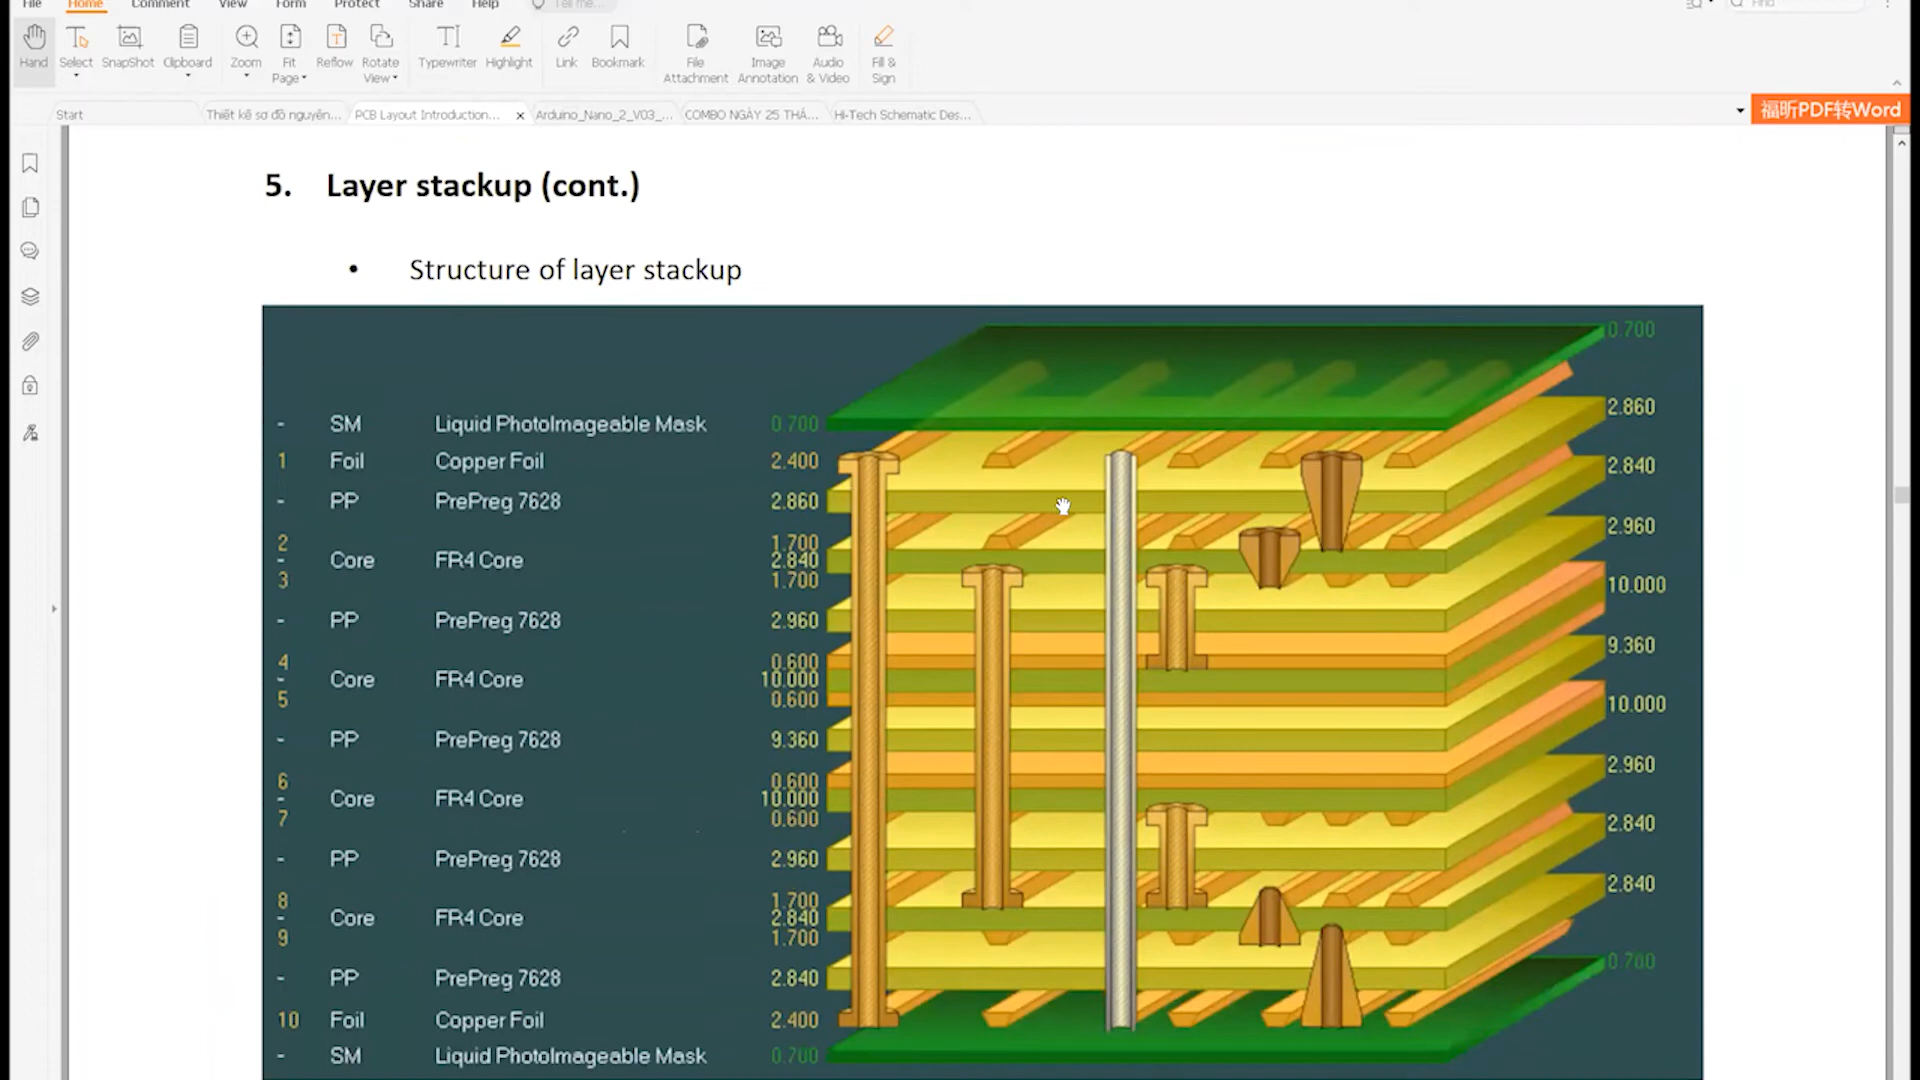 File Home Comment View Form Protect Share Help Tell me... Find
Hand Select SnapShot Clipboard Zoom Fit Page Reflow Rotate View Typewriter Highlight Link Bookmark File Attachment Image Annotation Audio & Video Fill & Sign
Start Thiết kế sơ đồ nguyên... PCB Layout Introduction... Arduino_Nano_2_V03_... COMBO NGÀY 25 THÁ... Hi-Tech Schematic Des... 福昕PDF转Word
5. Layer stackup (cont.)
• Structure of layer stackup
0.700
- SM Liquid PhotoImageable Mask 0.700
2.860
1 Foil Copper Foil 2.400
2.840
- PP PrePreg 7628 2.860
2.960
2 1.700
- Core FR4 Core 2.840
3 1.700
10.000
- PP PrePreg 7628 2.960
9.360
4 0.600
- Core FR4 Core 10.000
5 0.600
10.000
- PP PrePreg 7628 9.360
2.960
6 0.600
- Core FR4 Core 10.000
7 0.600
2.840
- PP PrePreg 7628 2.960
2.840
8 1.700
- Core FR4 Core 2.840
9 1.700
0.700
- PP PrePreg 7628 2.840
10 Foil Copper Foil 2.400
- SM Liquid PhotoImageable Mask 0.700